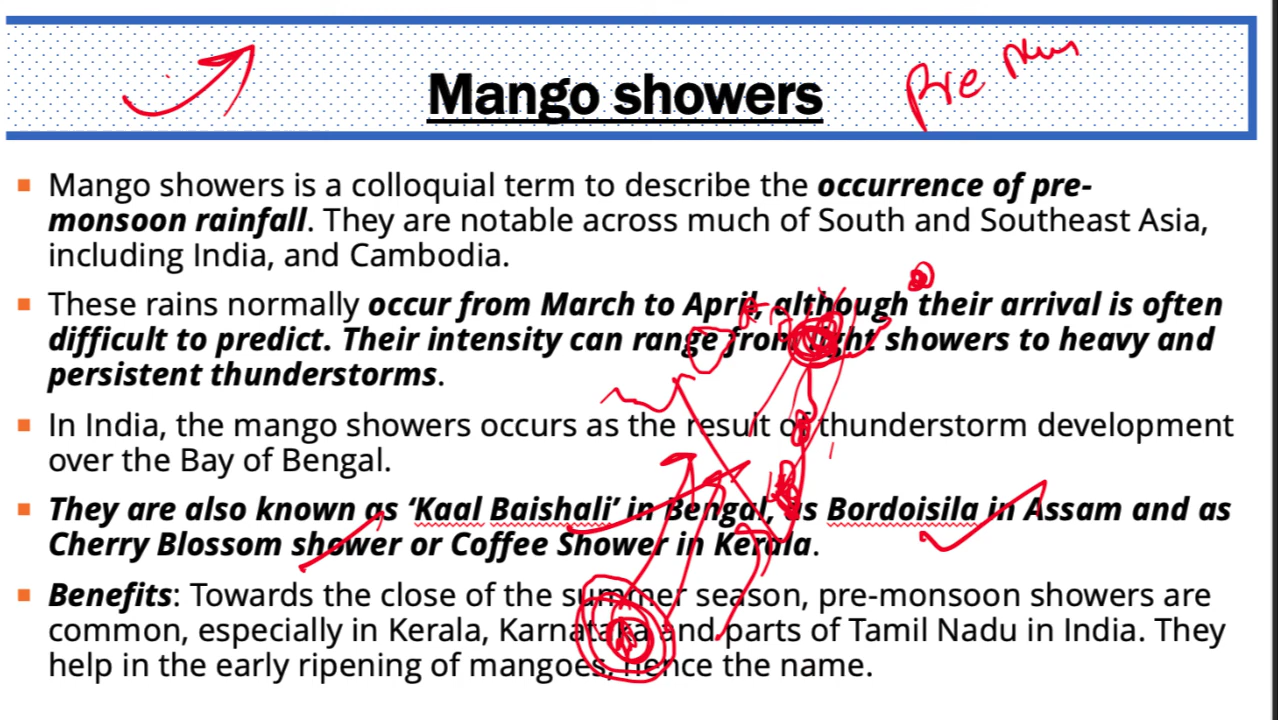 Mango showers
Pre
Mango showers is a colloquial term to describe the occurrence of pre-
monsoon rainfall. They are notable across much of South and Southeast Asia,
including India, and Cambodia.
These rains normally occur from March to April, although their arrival is often
difficult to predict. Their intensity can range from light showers to heavy and
persistent thunderstorms.
In India, the mango showers occurs as the result of thunderstorm development
over the Bay of Bengal.
They are also known as ‘Kaal Baishali’ in Bengal, as Bordoisila in Assam and as
Cherry Blossom shower or Coffee Shower in Kerala.
Benefits: Towards the close of the summer season, pre-monsoon showers are
common, especially in Kerala, Karnataka and parts of Tamil Nadu in India. They
help in the early ripening of mangoes, hence the name.